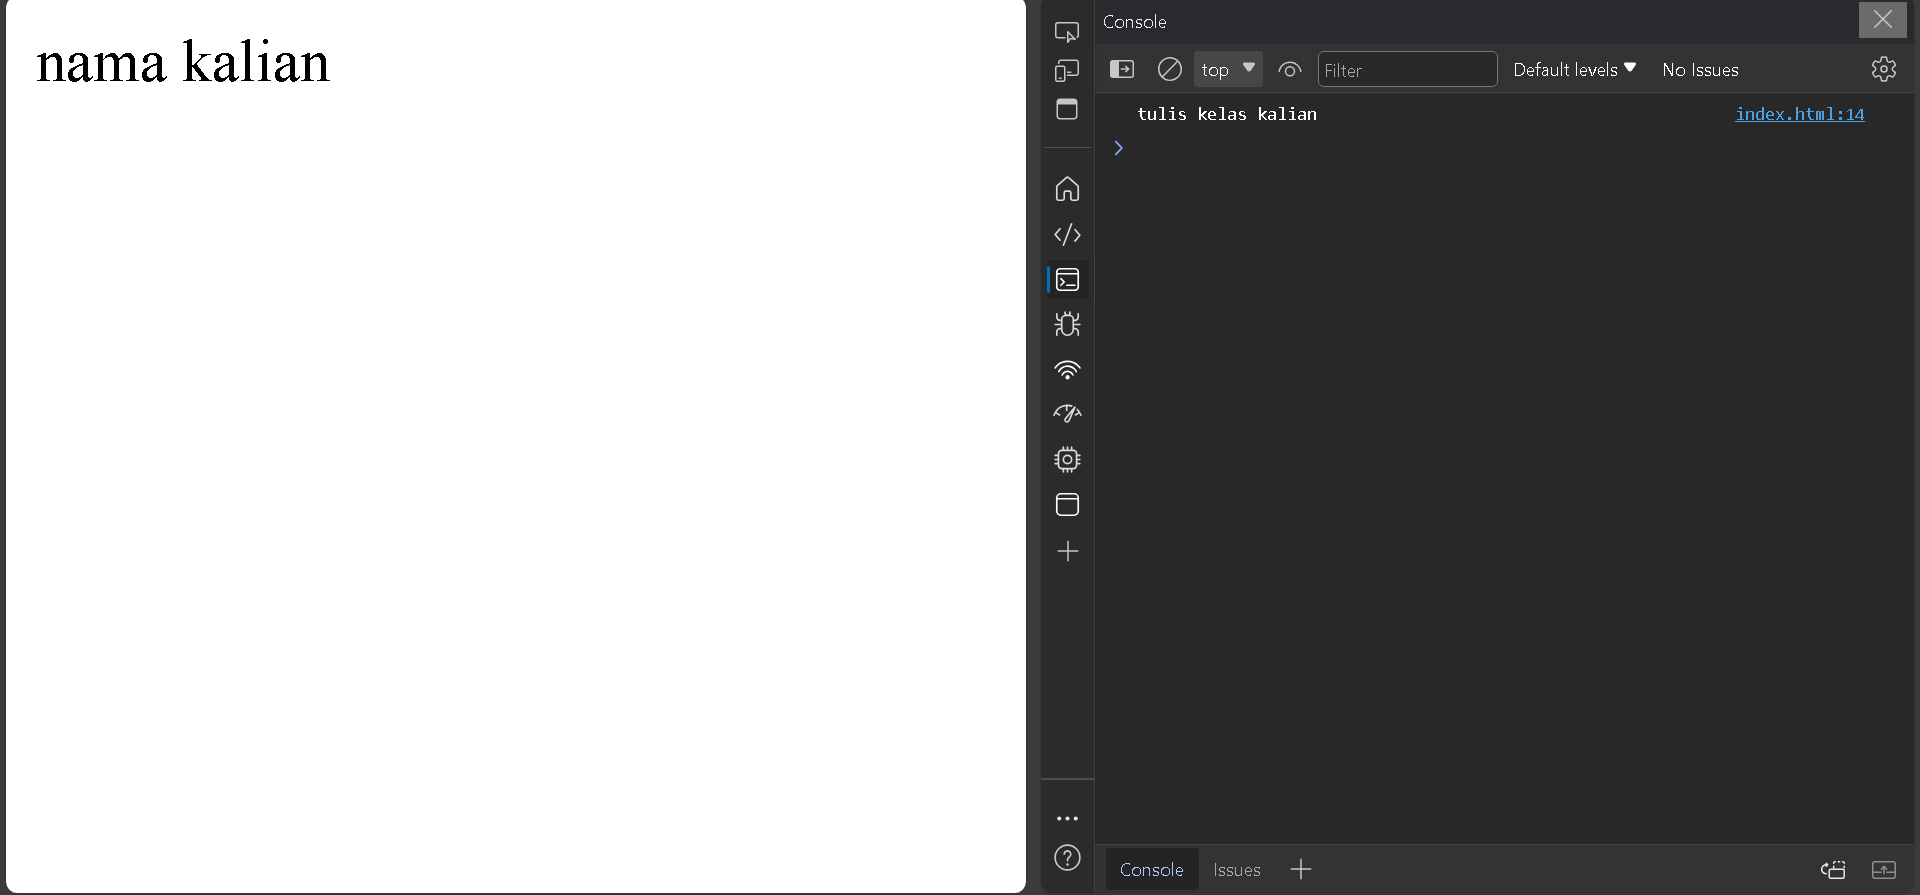 nama kalian
Console
top
Filter
Default levels
No Issues
tulis kelas kalian
index.html:14
Console
Issues